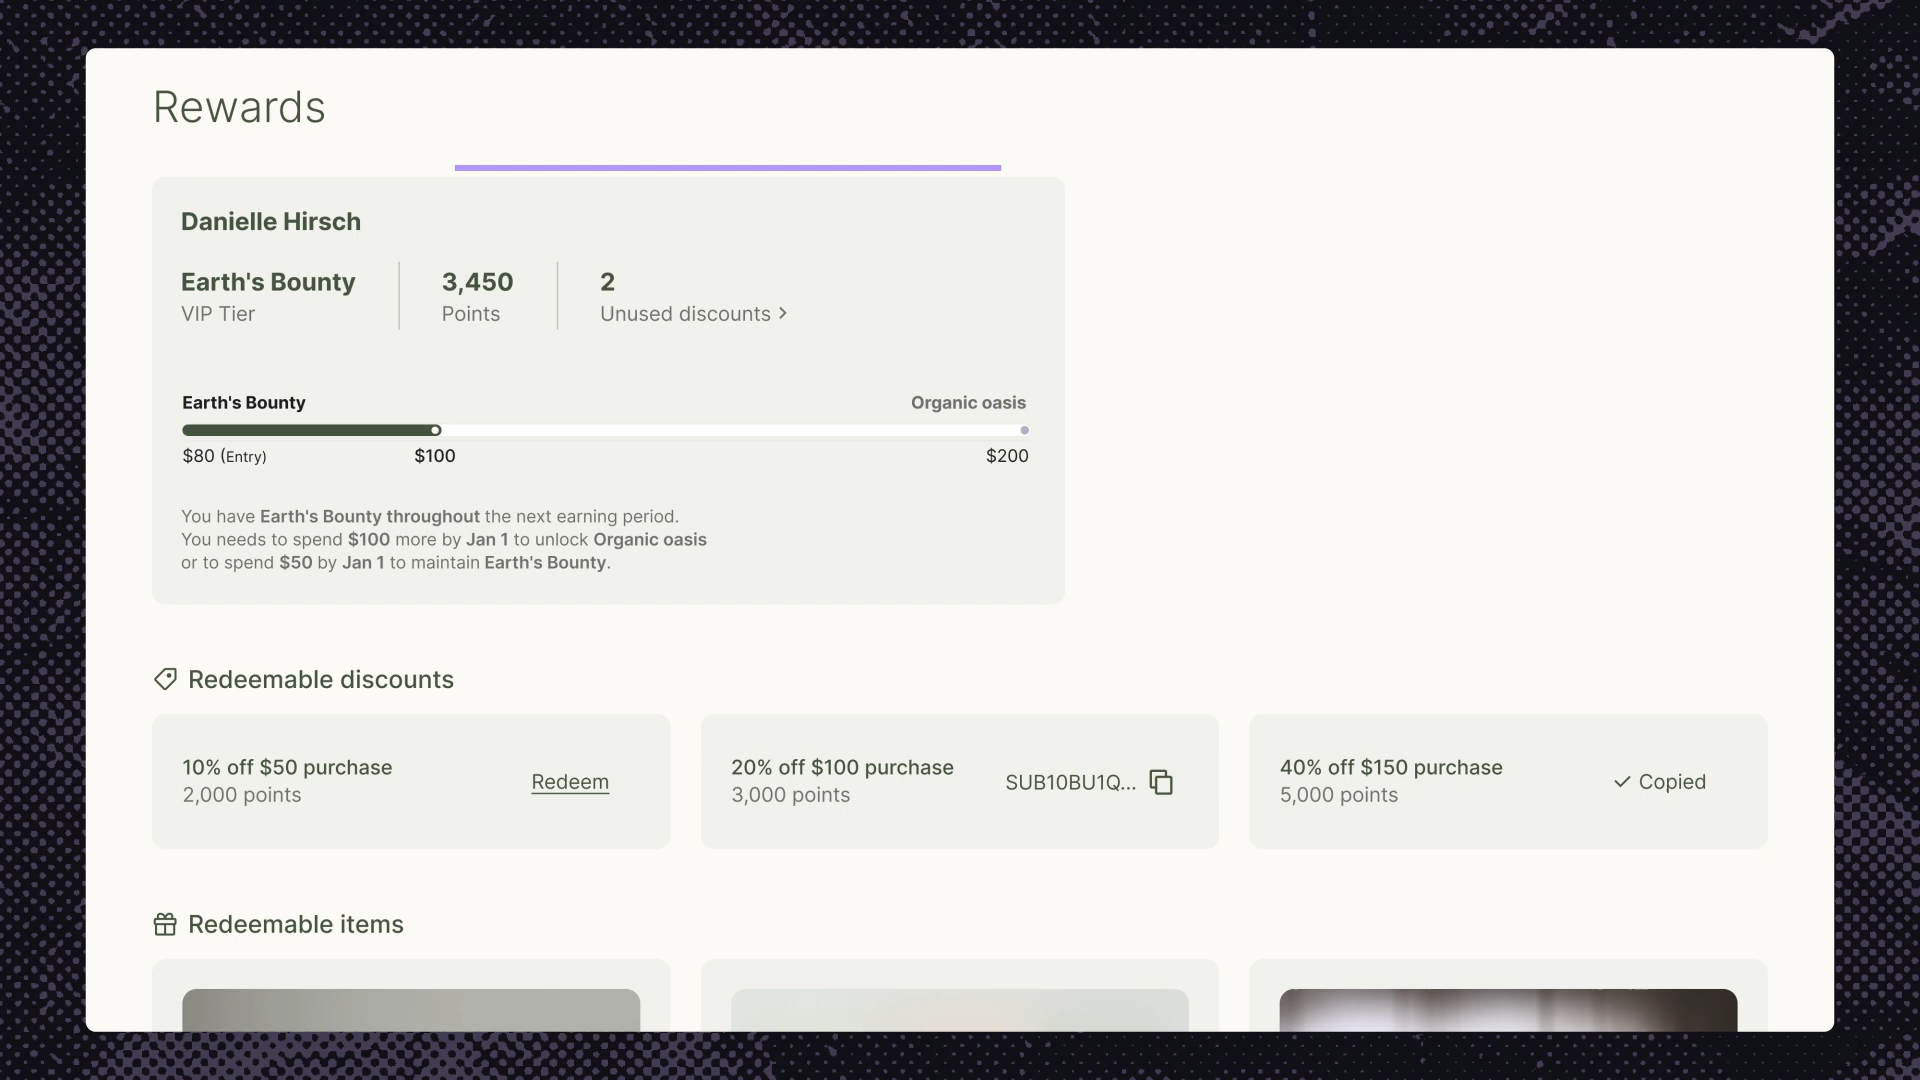 Rewards
Danielle Hirsch
Earth's Bounty
VIP Tier
3,450
Points
2
Unused discounts
Earth's Bounty
Organic oasis
$80 (Entry)
$100
$200
You have Earth's Bounty throughout the next earning period.
You needs to spend $100 more by Jan 1 to unlock Organic oasis
or to spend $50 by Jan 1 to maintain Earth's Bounty.
Redeemable discounts
10% off $50 purchase
2,000 points
Redeem
20% off $100 purchase
3,000 points
SUB10BU1Q...
40% off $150 purchase
5,000 points
Copied
Redeemable items